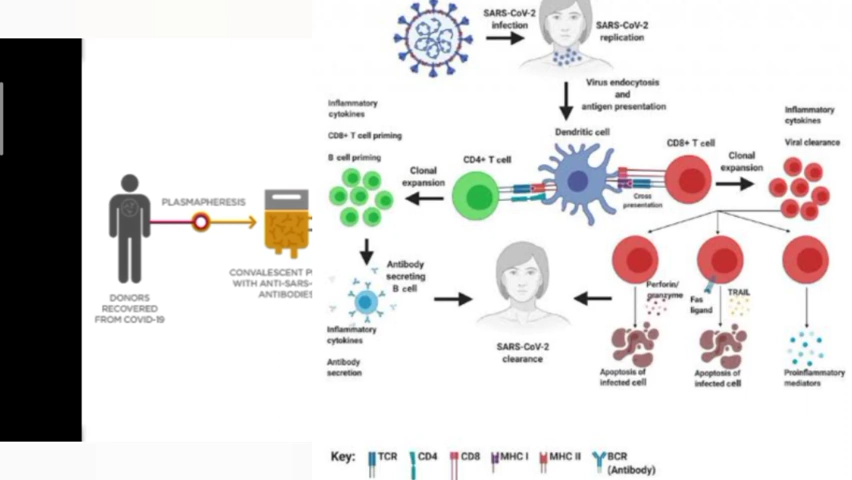 PLASMAPHERESIS
CONVALESCENT P
WITH ANTI-SARS-
ANTIBODIES
DONORS
RECOVERED
FROM COVID-19
SARS-CoV-2
infection
SARS-CoV-2
replication
Virus endocytosis
and
antigen presentation
Inflammatory
cytokines
CD8+ T cell priming
B cell priming
Clonal
expansion
CD4+ T cell
Dendritic cell
CD8+ T cell
Cross
presentation
Clonal
expansion
Inflammatory
cytokines
Viral clearance
Antibody
secreting
B cell
Inflammatory
cytokines
Antibody
secretion
SARS-CoV-2
clearance
Perforin/
granzyme
Fas
ligand
TRAIL
Apoptosis of
infected cell
Apoptosis of
infected cell
Proinflammatory
mediators
Key: TCR CD4 CD8 MHC I MHC II BCR
(Antibody)